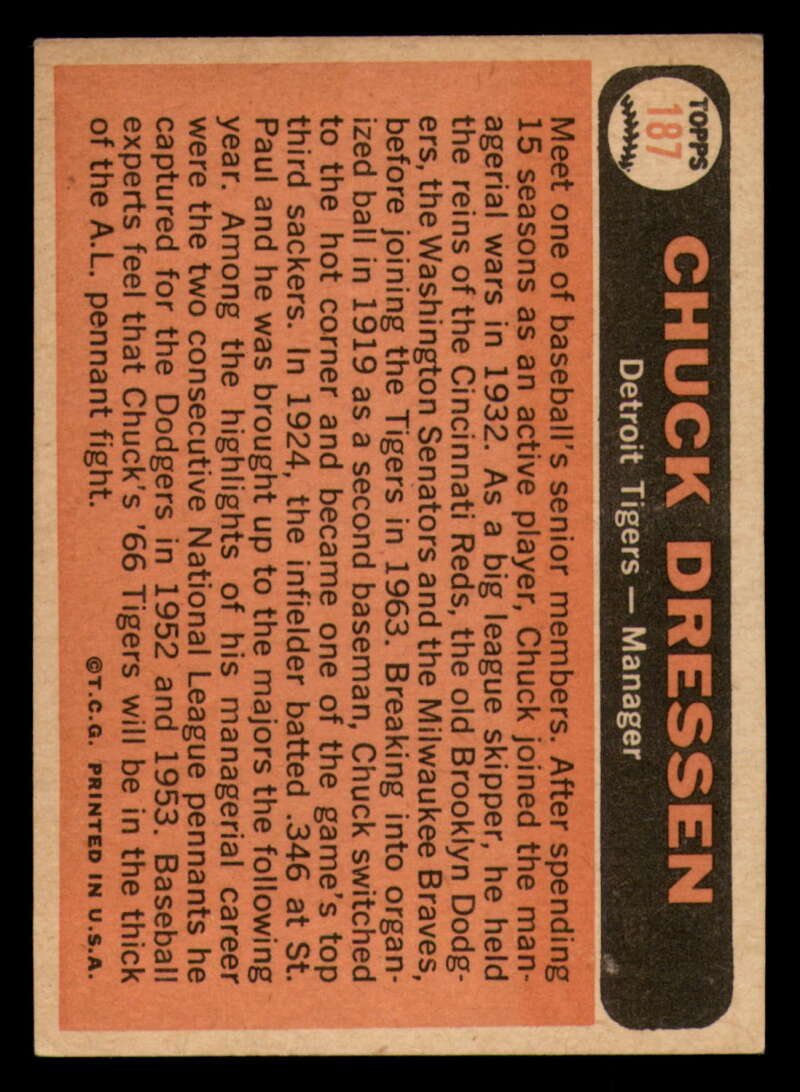 TOPPS
187
CHUCK DRESSEN
Detroit Tigers — Manager
Meet one of baseball's senior members. After spending
15 seasons as an active player, Chuck joined the man-
agerial wars in 1932. As a big league skipper, he held
the reins of the Cincinnati Reds, the old Brooklyn Dodg-
ers, the Washington Senators and the Milwaukee Braves,
before joining the Tigers in 1963. Breaking into organ-
ized ball in 1919 as a second baseman, Chuck switched
to the hot corner and became one of the game's top
third sackers. In 1924, the infielder batted .346 at St.
Paul and he was brought up to the majors the following
year. Among the highlights of his managerial career
were the two consecutive National League pennants he
captured for the Dodgers in 1952 and 1953. Baseball
experts feel that Chuck's '66 Tigers will be in the thick
of the A.L. pennant fight.
©T.C.G. PRINTED IN U.S.A.